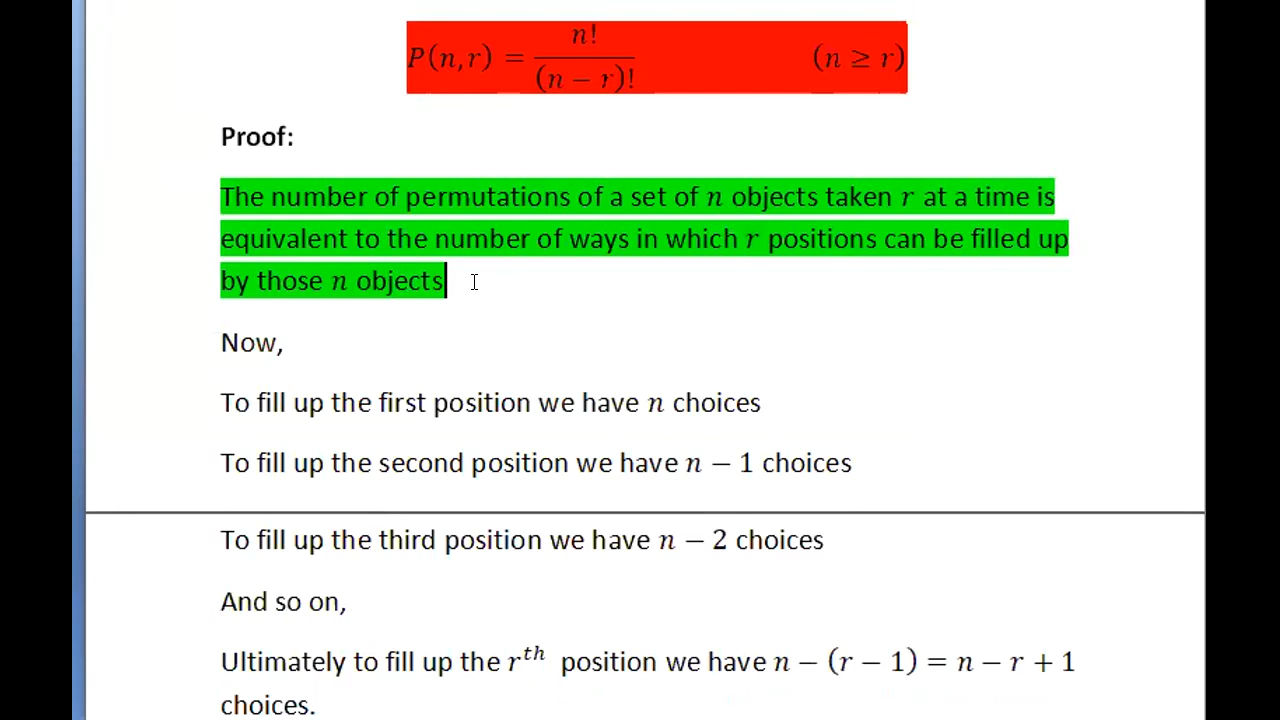 P(n, r) = n! / (n − r)! (n ≥ r)
Proof:
The number of permutations of a set of n objects taken r at a time is
equivalent to the number of ways in which r positions can be filled up
by those n objects
Now,
To fill up the first position we have n choices
To fill up the second position we have n − 1 choices
To fill up the third position we have n − 2 choices
And so on,
Ultimately to fill up the r^th position we have n − (r − 1) = n − r + 1
choices.